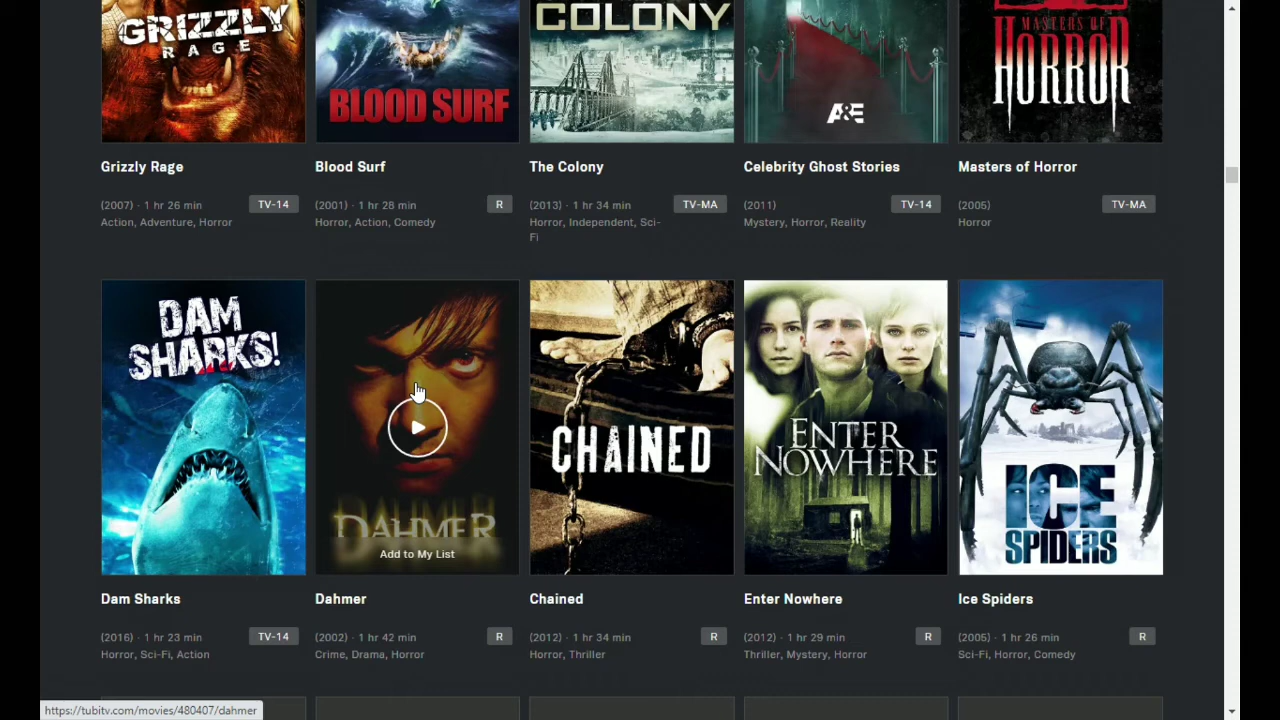 GRIZZLY
RAGE
BLOOD SURF
COLONY
A&E
MASTERS OF
HORROR
Grizzly Rage
Blood Surf
The Colony
Celebrity Ghost Stories
Masters of Horror
(2007) · 1 hr 26 min
TV-14
Action, Adventure, Horror
(2001) · 1 hr 28 min
R
Horror, Action, Comedy
(2013) · 1 hr 34 min
TV-MA
Horror, Independent, Sci-
Fi
(2011)
TV-14
Mystery, Horror, Reality
(2005)
TV-MA
Horror
DAM
SHARKS!
DAHMER
Add to My List
CHAINED
ENTER
NOWHERE
ICE
SPIDERS
Dam Sharks
Dahmer
Chained
Enter Nowhere
Ice Spiders
(2016) · 1 hr 23 min
TV-14
Horror, Sci-Fi, Action
(2002) · 1 hr 42 min
R
Crime, Drama, Horror
(2012) · 1 hr 34 min
R
Horror, Thriller
(2012) · 1 hr 29 min
R
Thriller, Mystery, Horror
(2005) · 1 hr 26 min
R
Sci-Fi, Horror, Comedy
https://tubitv.com/movies/480407/dahmer